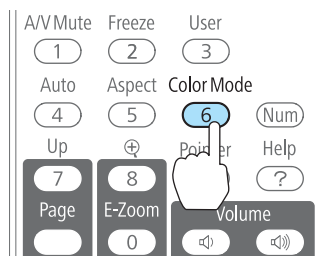 A/V Mute Freeze User
1 2 3
Auto Aspect Color Mode
4 5 6 Num
Up Pointer Help
7 8 ?
Page E-Zoom Volume
0